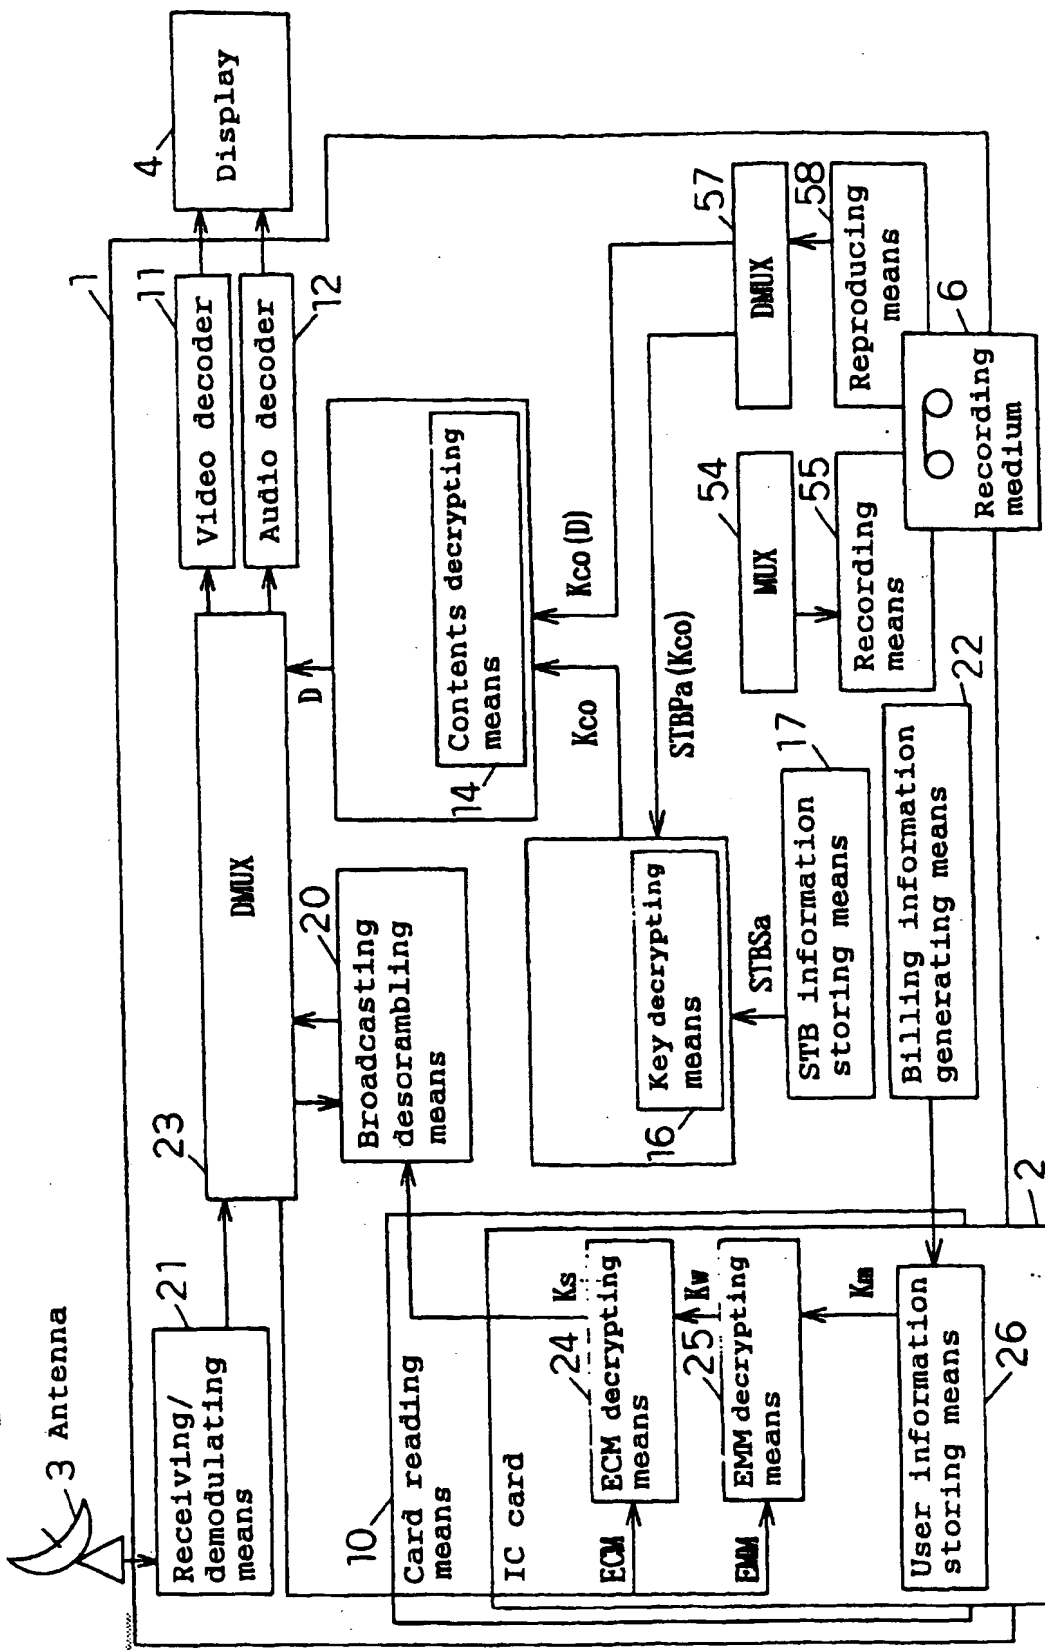 3 Antenna
21
Receiving/
demodulating
means
23
DMUX
1
11
Video decoder
Audio decoder
12
4
Display
20
Broadcasting
desorambling
means
D
Contents decrypting
means
14
Kco
Kco(D)
10
Card reading
means
IC card
Ks
24
ECM decrypting
means
ECM
Kw
25
EMM decrypting
means
EMM
Km
User information
storing means
26
2
Key decrypting
means
16
STBPa(Kco)
STBSa
17
STB information
storing means
Billing information
generating means
22
54
MUX
55
Recording
means
57
DMUX
58
Reproducing
means
6
Recording
medium